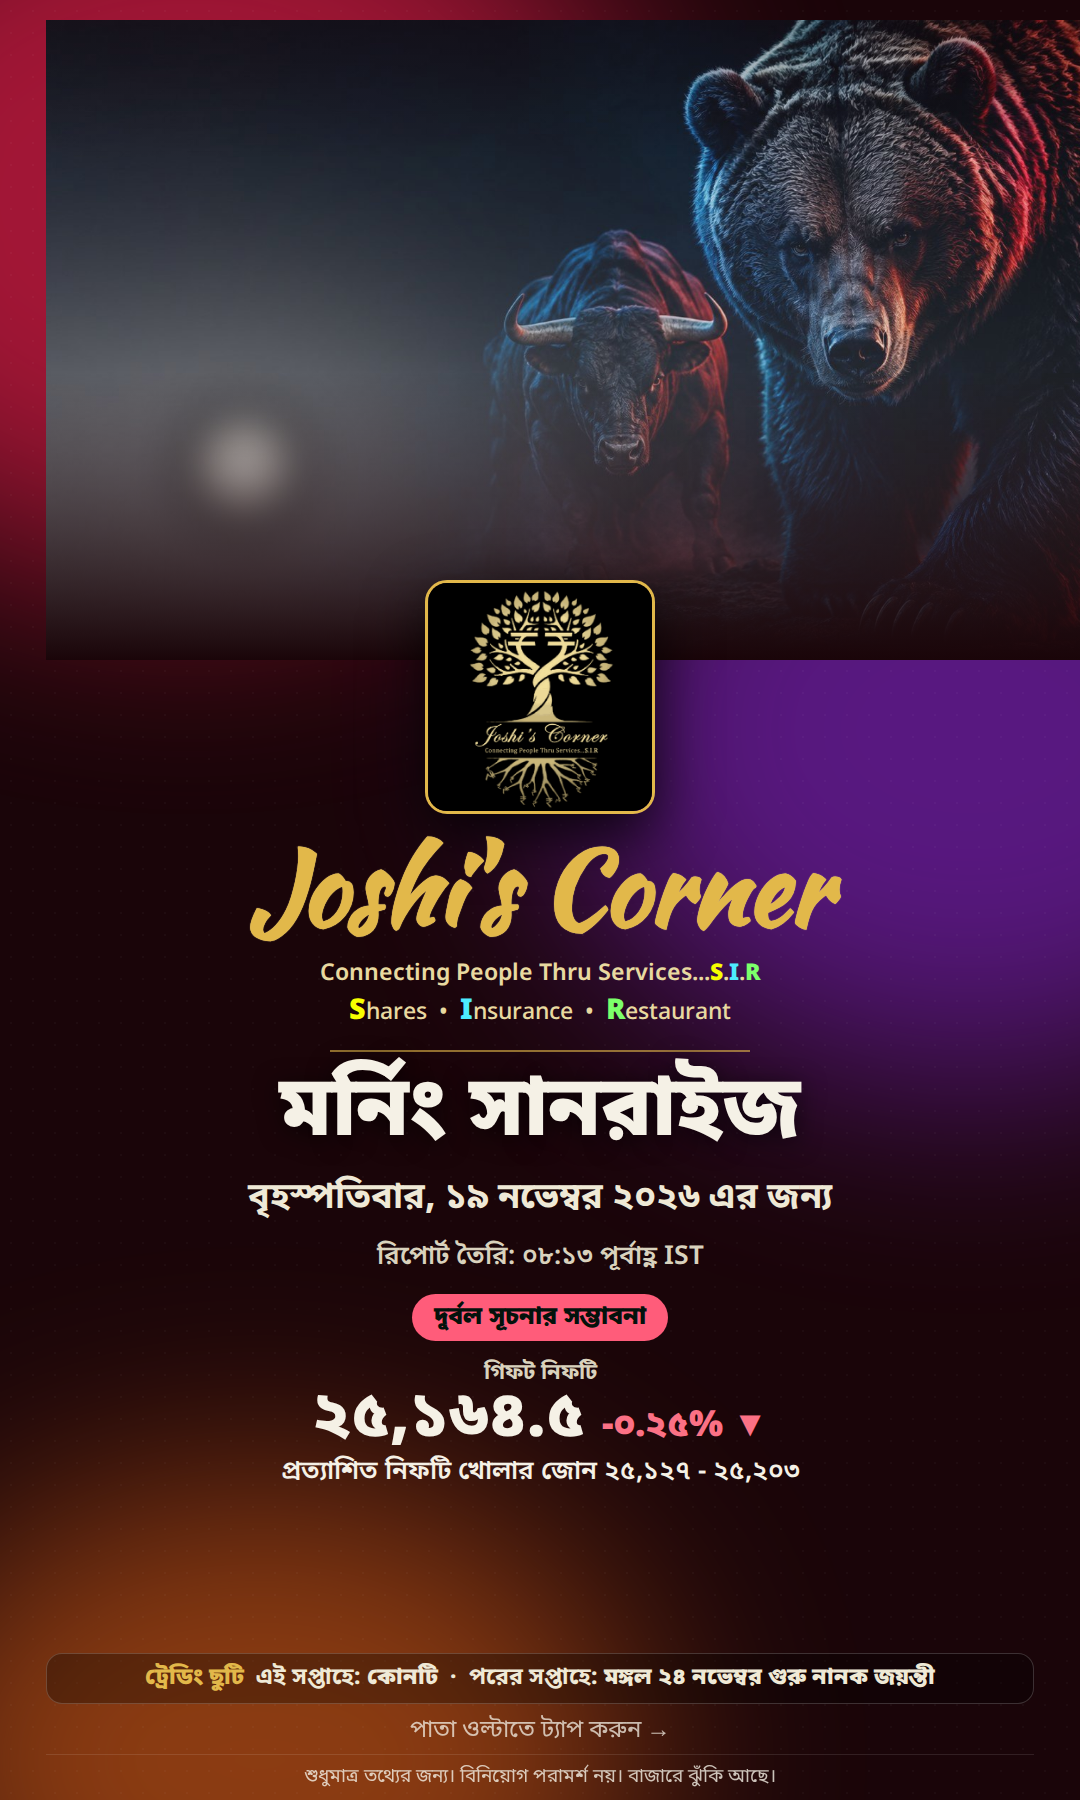 Joshi's Corner
Connecting People Thru Services...S.I.R
Joshi's Corner
Connecting People Thru Services...S.I.R
Shares • Insurance • Restaurant
মর্নিং সানরাইজ
বৃহস্পতিবার, ১৯ নভেম্বর ২০২৬ এর জন্য
রিপোর্ট তৈরি: ০৮:১৩ পূর্বাহ্ণ IST
দুর্বল সূচনার সম্ভাবনা
গিফট নিফটি
২৫,১৬৪.৫ -০.২৫% ▼
প্রত্যাশিত নিফটি খোলার জোন ২৫,১২৭ - ২৫,২০৩
ট্রেডিং ছুটি এই সপ্তাহে: কোনটি · পরের সপ্তাহে: মঙ্গল ২৪ নভেম্বর গুরু নানক জয়ন্তী
পাতা ওল্টাতে ট্যাপ করুন →
শুধুমাত্র তথ্যের জন্য। বিনিয়োগ পরামর্শ নয়। বাজারে ঝুঁকি আছে।